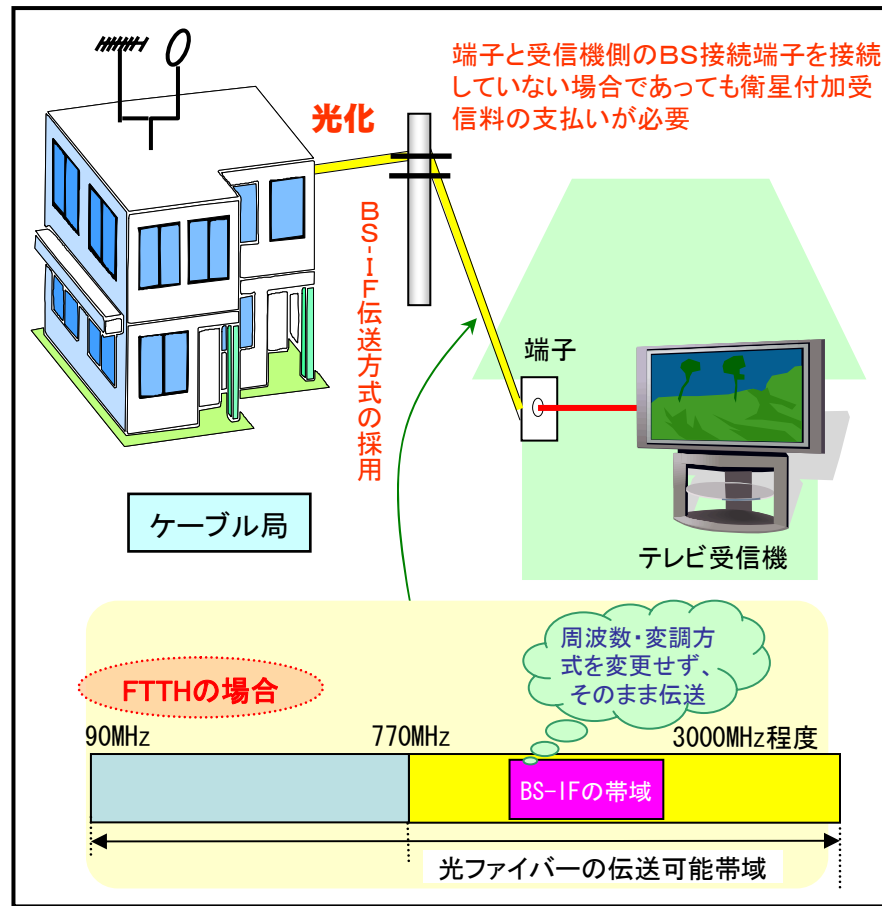 端子と受信機側のBS接続端子を接続
していない場合であっても衛星付加受
信料の支払いが必要
光化
BS-IF伝送方式の採用
端子
ケーブル局
テレビ受信機
周波数・変調方
式を変更せず、
そのまま伝送
FTTHの場合
90MHz 770MHz 3000MHz程度
BS-IFの帯域
光ファイバーの伝送可能帯域